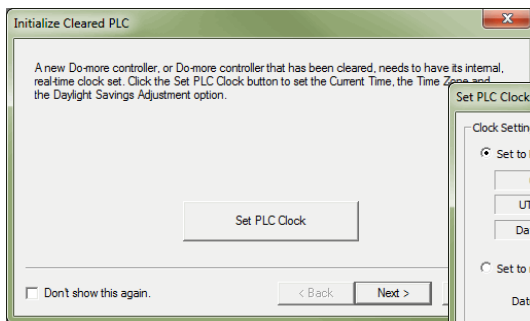 Initialize Cleared PLC
A new Do-more controller, or Do-more controller that has been cleared, needs to have its internal,
real-time clock set. Click the Set PLC Clock button to set the Current Time, the Time Zone and
the Daylight Savings Adjustment option.
Set PLC Clock
Don't show this again.
< Back
Next >
Set PLC Clock
Clock Settin
Set to
UT
Da
Set to
Dat